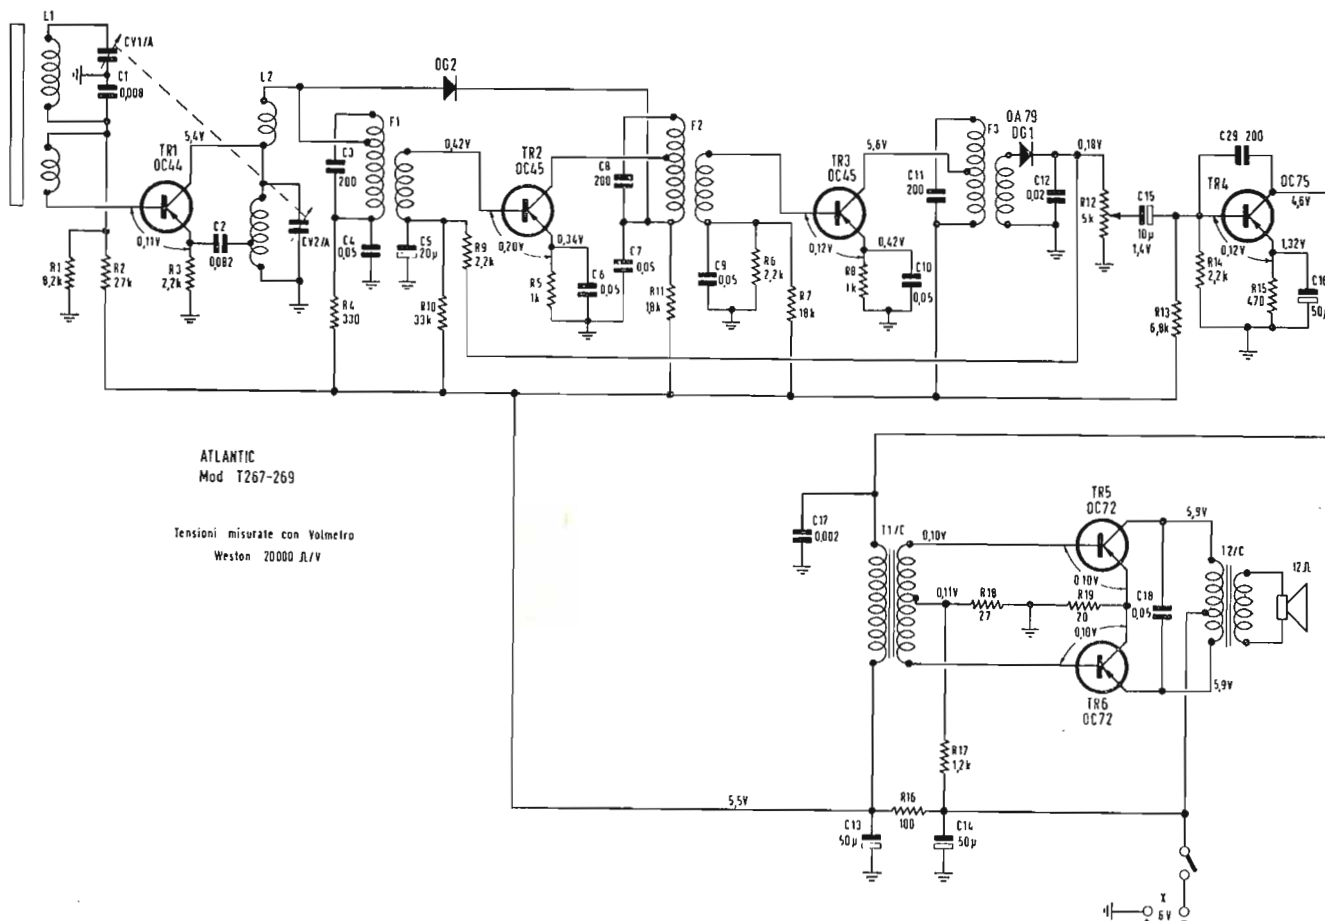 L1
CV1/A
C1
0,008
L2
5,4V
TR1
OC44
0,11V
C2
0,082
CV2/A
R1
8,2k
R2
27k
R3
2,2k
F1
C3
200
C4
0,05
C5
20µ
R4
330
R10
33k
0,42V
R9
2,2k
OG2
TR2
OC45
0,20V
0,34V
R5
1k
C6
0,05
C8
200
C7
0,05
F2
R11
18k
C9
0,05
R6
2,2k
R7
18k
5,6V
TR3
OC45
0,12V
0,42V
R8
1k
C10
0,05
C11
200
F3
OA79
DG1
0,18V
C12
0,02
R12
5k
C15
10µ
1,4V
C29 200
TR4
OC75
4,6V
0,12V
1,32V
R14
2,2k
R13
6,8k
R15
470
C16
50µ
ATLANTIC
Mod T267-269
Tensioni misurate con Volmetro
Weston 20000 Ω/V
C17
0,002
T1/C
0,10V
TR5
OC72
0,10V
5,9V
0,11V
R18
27
R19
20
C18
0,05
T2/C
12Ω
0,10V
TR6
OC72
5,9V
R17
1,2k
5,5V
R16
100
C13
50µ
C14
50µ
X
6V